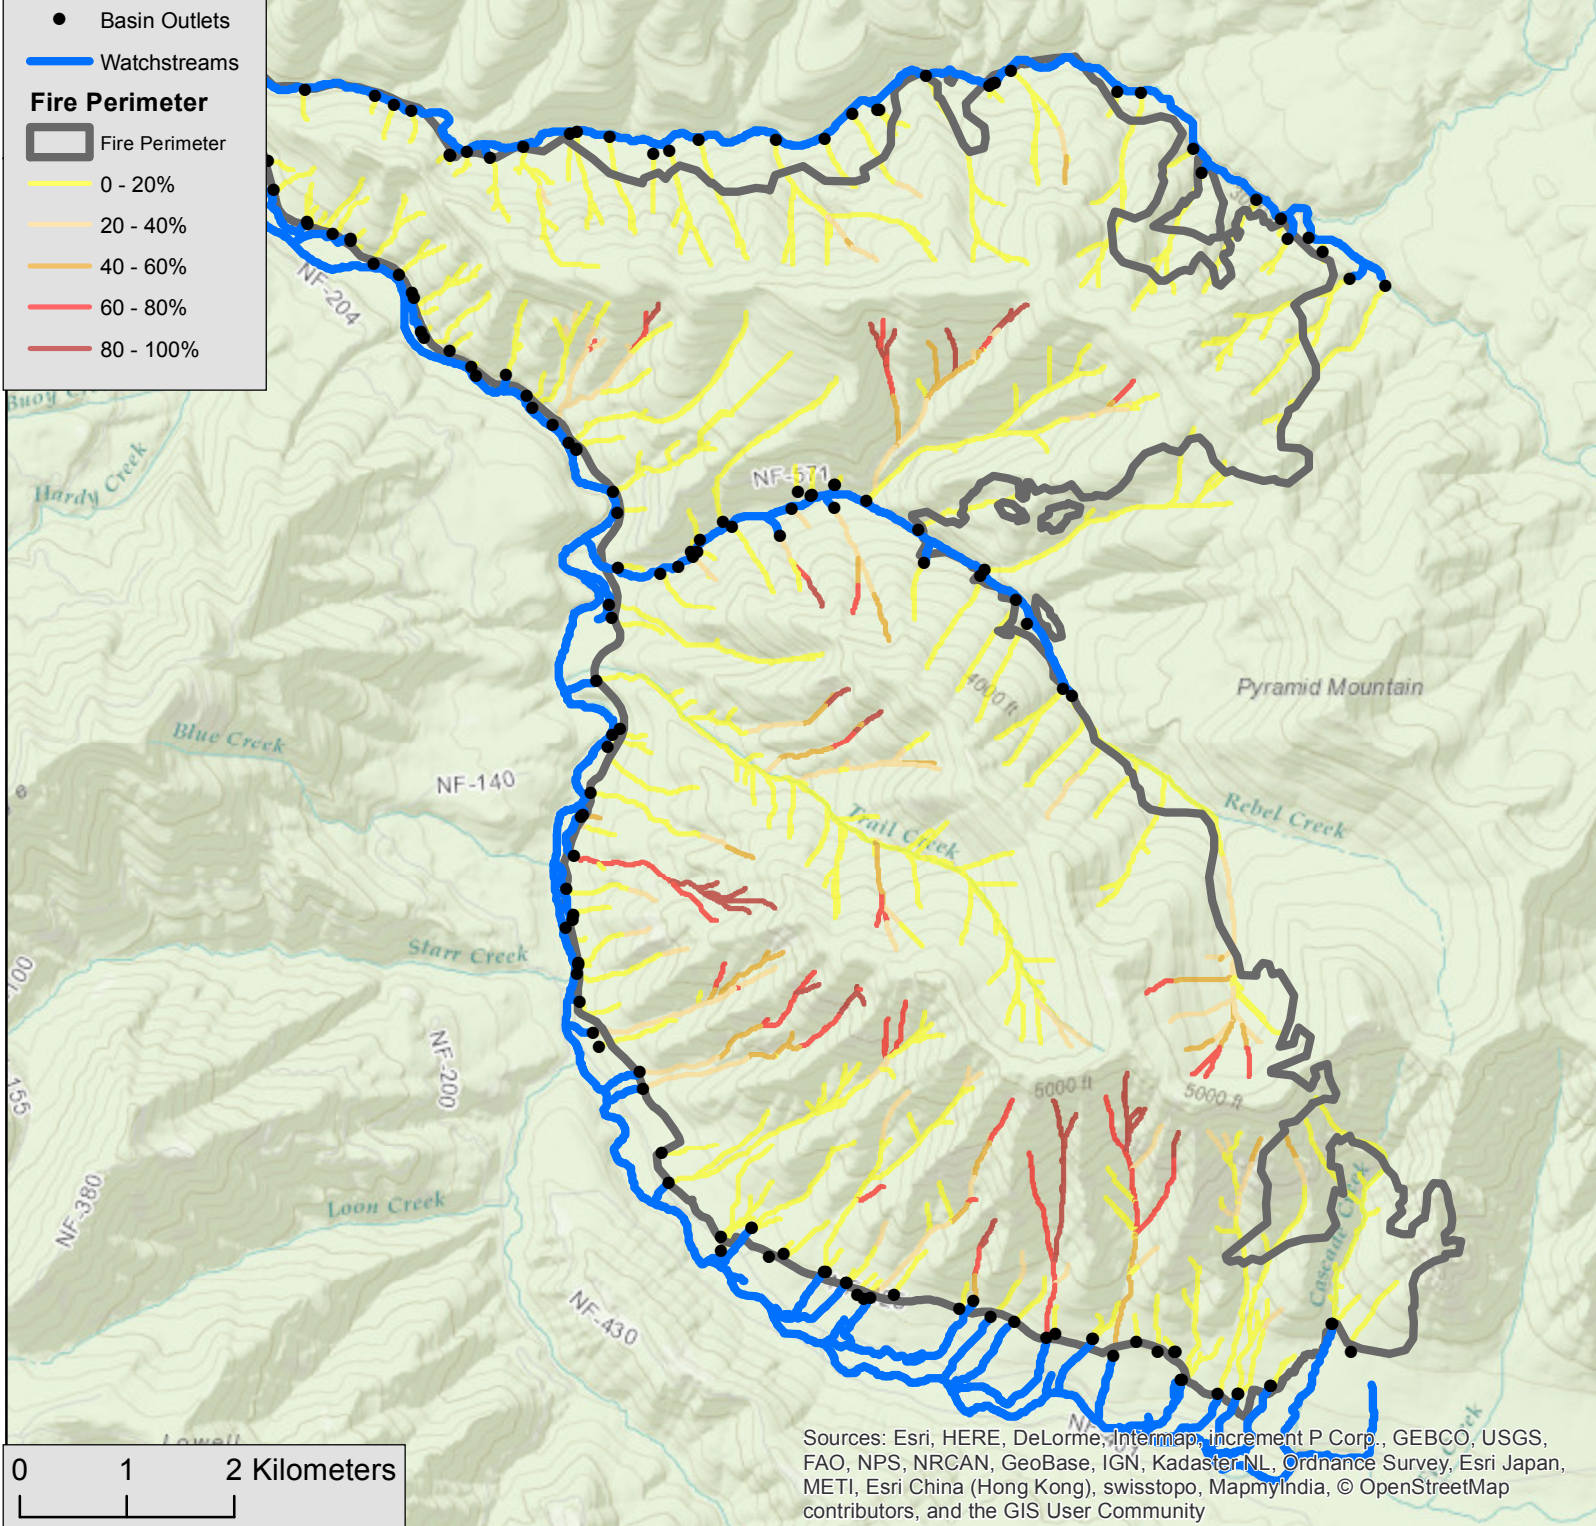 Basin Outlets
Watchstreams
Fire Perimeter
Fire Perimeter
0 - 20%
20 - 40%
40 - 60%
60 - 80%
80 - 100%
NF-204
Hardy Creek
NF-571
4000 ft
Pyramid Mountain
Blue Creek
NF-140
Trail Creek
Rebel Creek
Starr Creek
NF-200
5000 ft
5000 ft
155
NF-380
Loon Creek
Cascade Creek
NF-430
Lowell
0 1 2 Kilometers
Sources: Esri, HERE, DeLorme, Intermap, increment P Corp., GEBCO, USGS,
FAO, NPS, NRCAN, GeoBase, IGN, Kadaster NL, Ordnance Survey, Esri Japan,
METI, Esri China (Hong Kong), swisstopo, MapmyIndia, © OpenStreetMap
contributors, and the GIS User Community